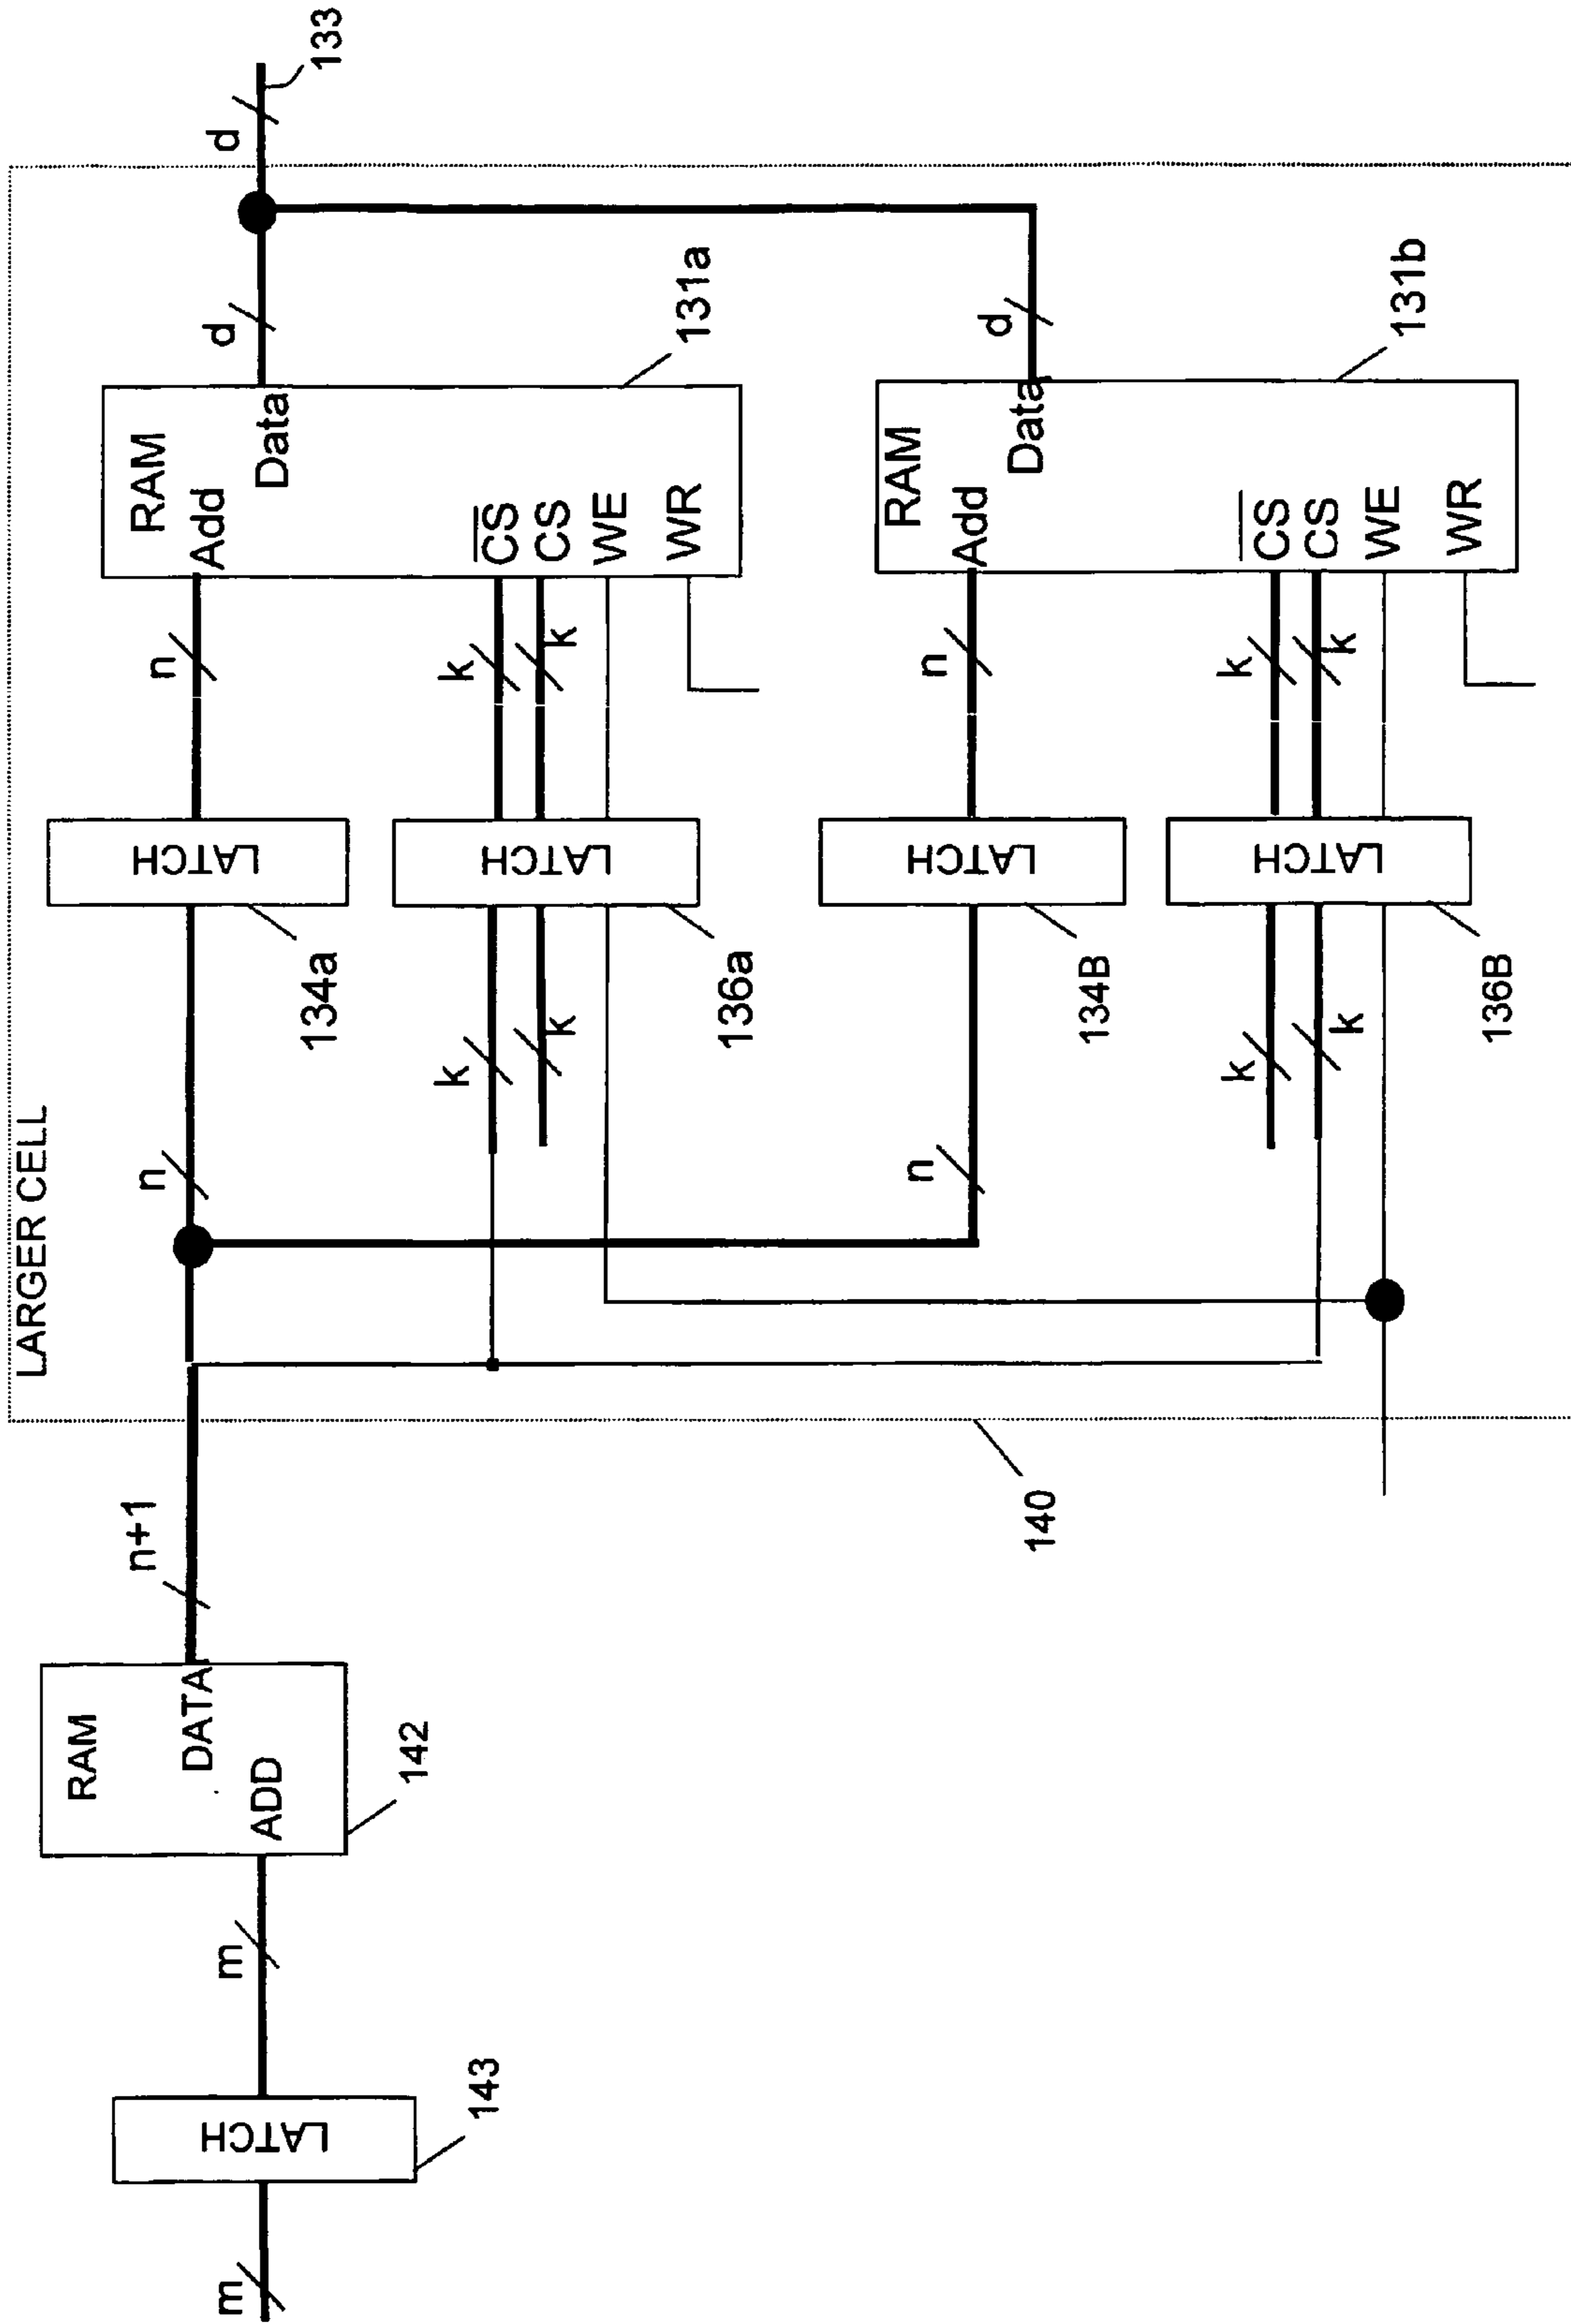 LARGER CELL
m
LATCH
143
m
RAM
DATA
ADD
142
n+1
140
n
LATCH
134a
n
RAM
Add
Data
d
d
133
k
k
LATCH
136a
k
k
CS
CS
WE
WR
131a
n
LATCH
134B
n
RAM
Add
Data
d
k
k
LATCH
136B
k
k
CS
CS
WE
WR
131b